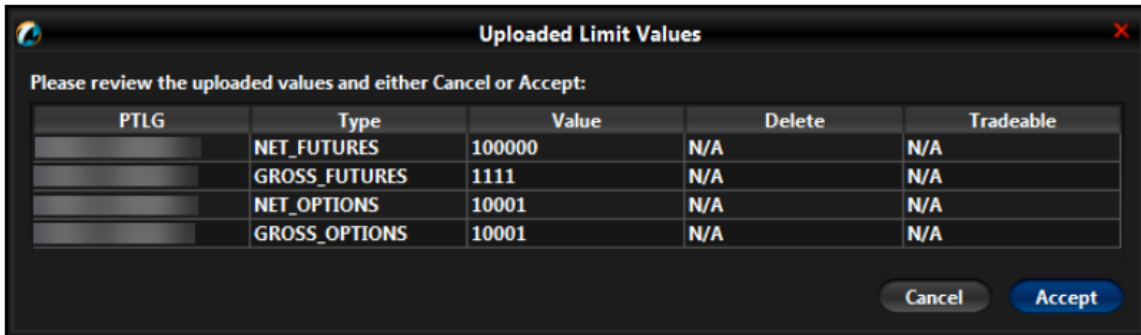 Uploaded Limit Values
Please review the uploaded values and either Cancel or Accept:
PTLG Type Value Delete Tradeable
NET_FUTURES 100000 N/A N/A
GROSS_FUTURES 1111 N/A N/A
NET_OPTIONS 10001 N/A N/A
GROSS_OPTIONS 10001 N/A N/A
Cancel Accept